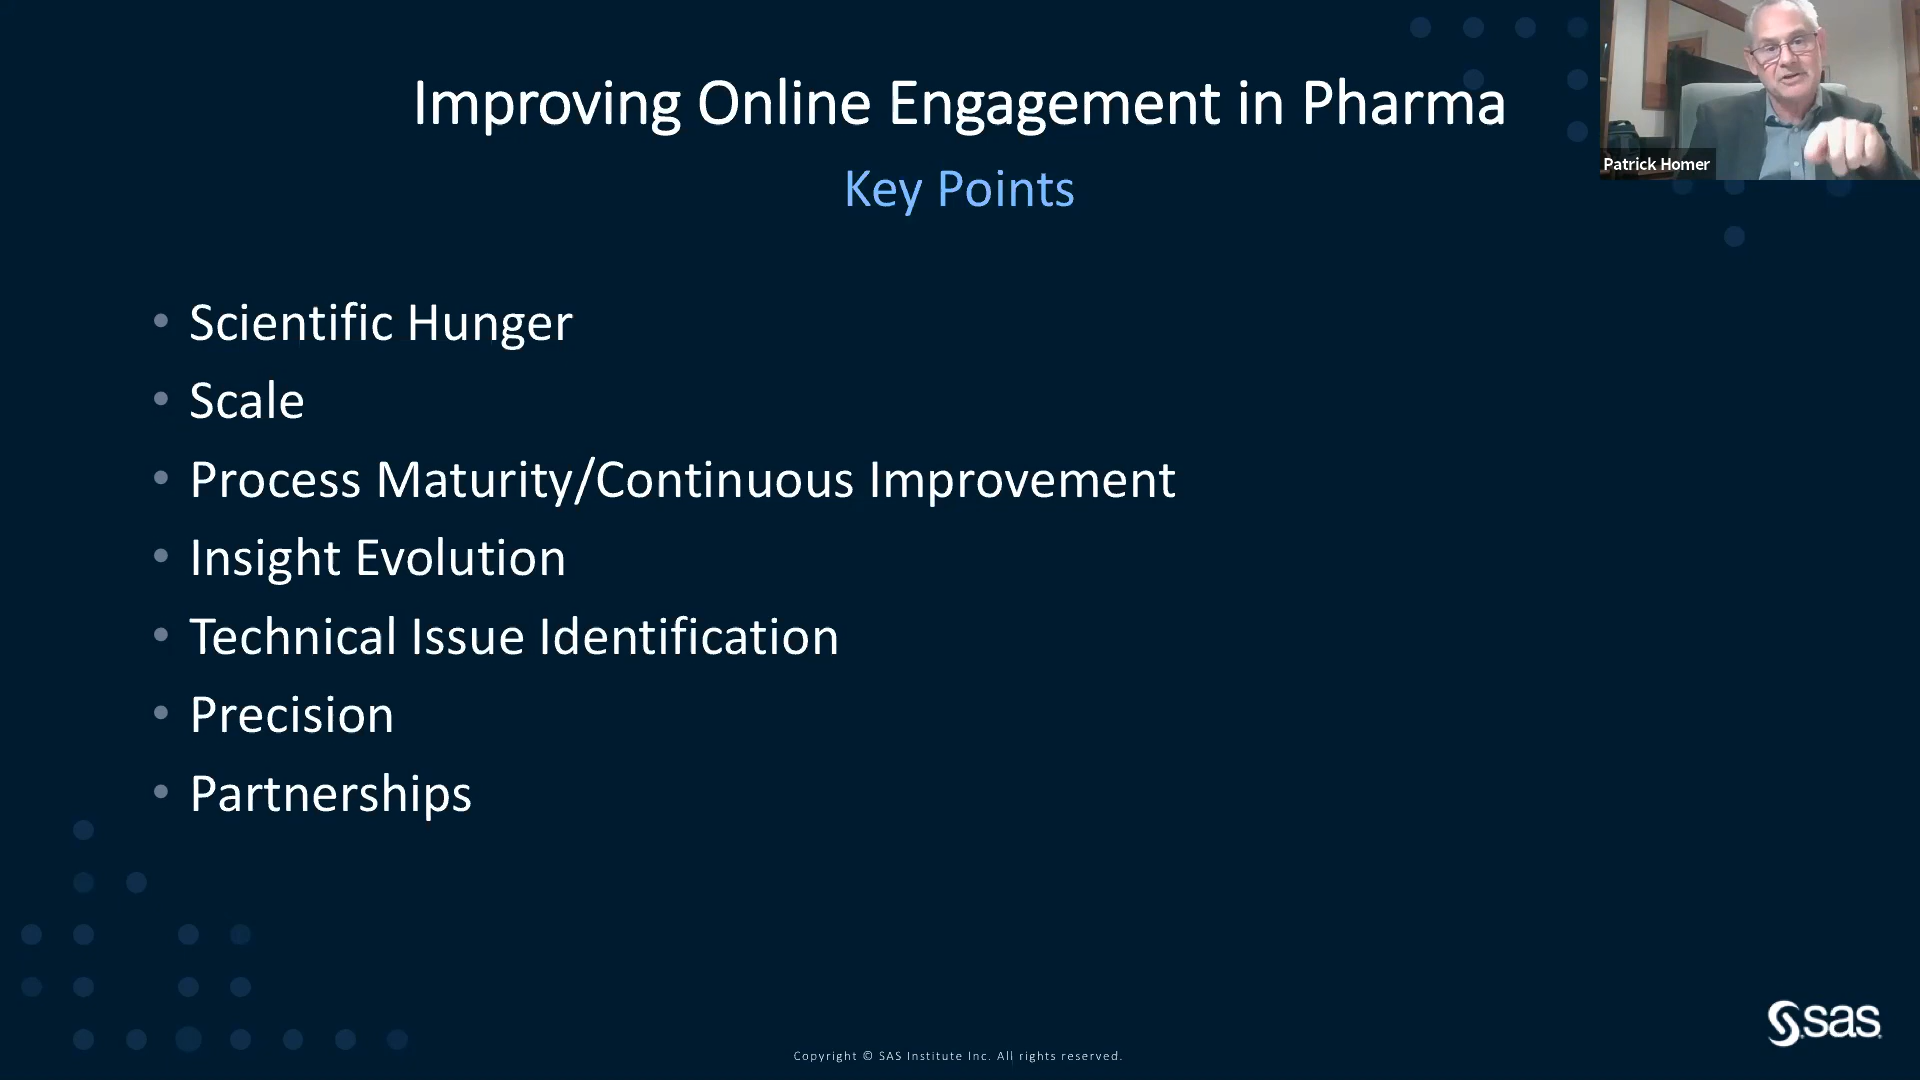 Improving Online Engagement in Pharma
Key Points
Patrick Homer
• Scientific Hunger
• Scale
• Process Maturity/Continuous Improvement
• Insight Evolution
• Technical Issue Identification
• Precision
• Partnerships
sas
Copyright © SAS Institute Inc. All rights reserved.